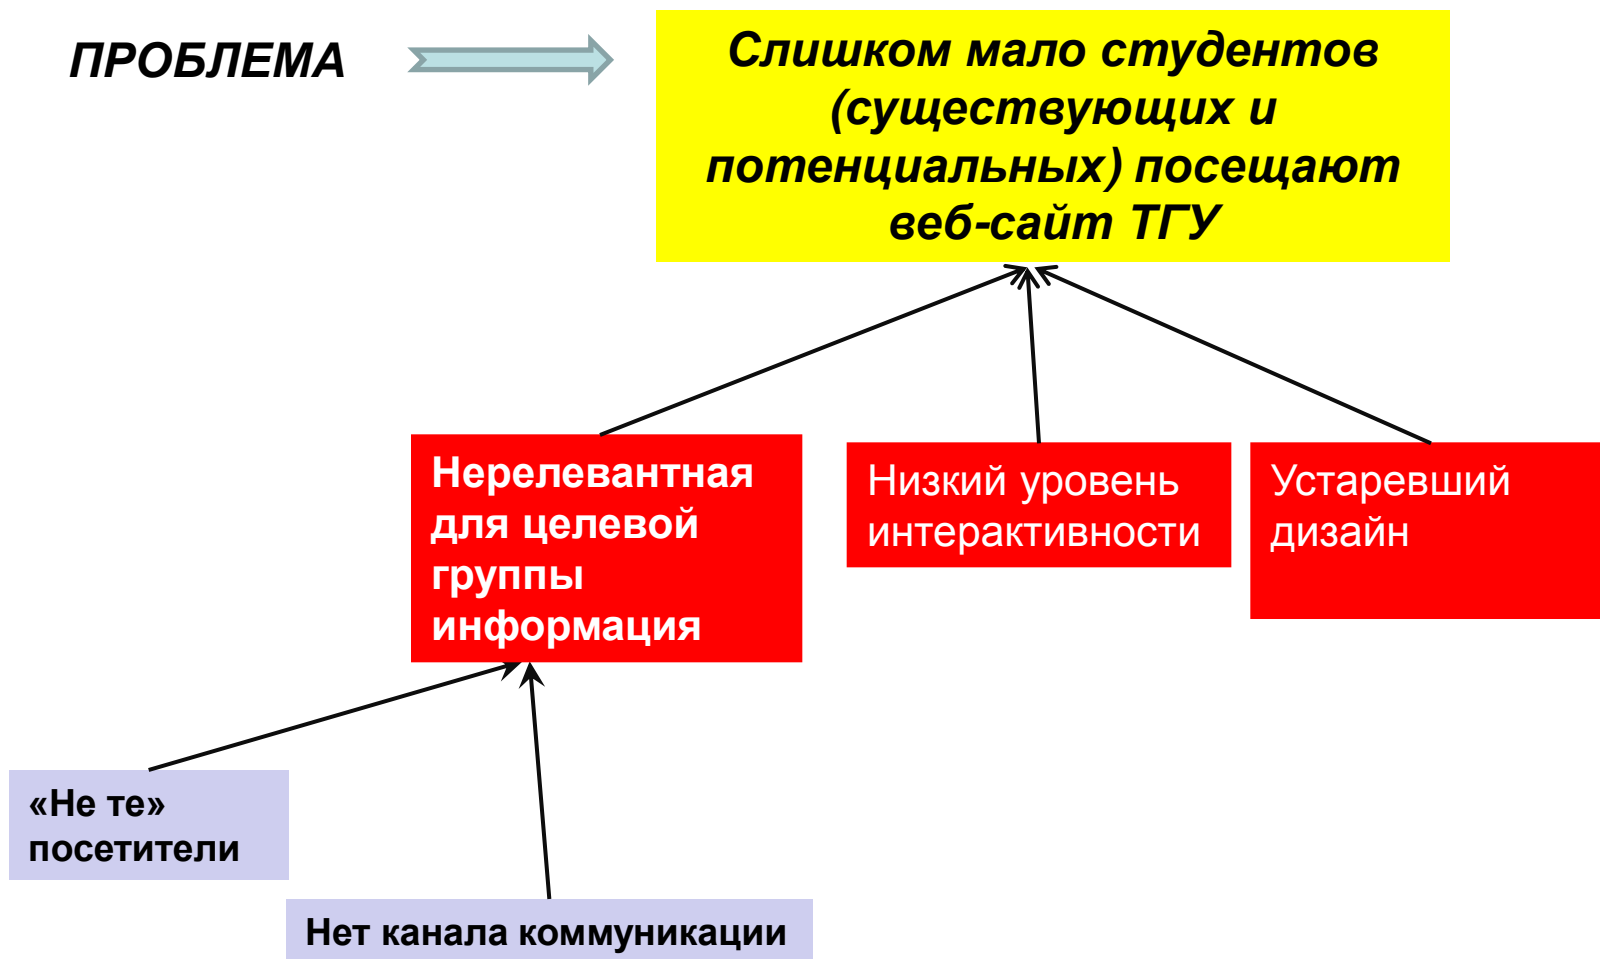 ПРОБЛЕМА
Слишком мало студентов
(существующих и
потенциальных) посещают
веб-сайт ТГУ
Нерелевантная
для целевой
группы
информация
Низкий уровень
интерактивности
Устаревший
дизайн
«Не те»
посетители
Нет канала коммуникации